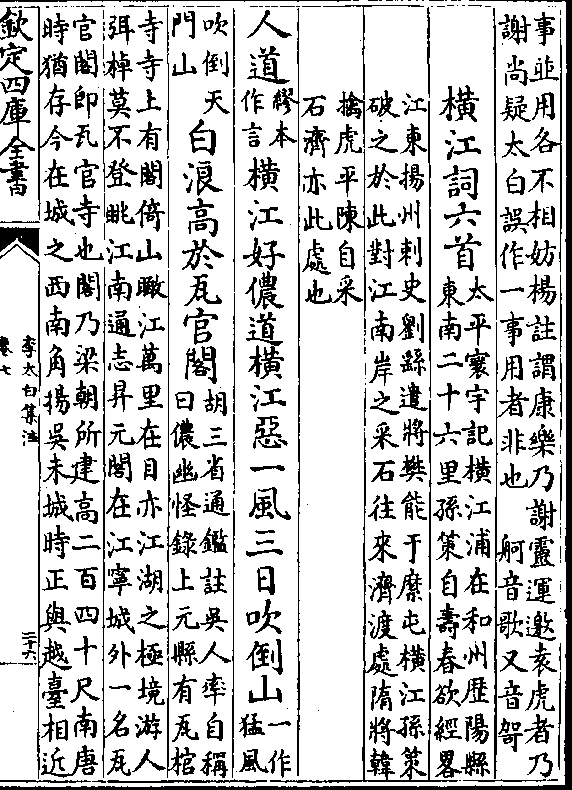 事並用各不相妨楊註謂康樂乃謝靈運邀袁虎者乃
謝尚疑太白誤作一事用者非也　舸音歌又音哿
橫江詞六首
太平寰宇記橫江浦在和州歴陽縣
東南二十六里孫策自壽春欲經畧
江東揚州刺史劉繇遣將樊能于糜屯橫江孫策
破之於此對江南岸之采石往來濟渡處隋將韓
擒虎平陳自采
石濟亦此處也
人道
繆本
作言
橫江好儂道橫江惡一風三日吹倒山
一作
猛風
吹倒天
門山
白浪高於瓦官閣
胡三省通鑑註吳人率自稱
曰儂幽怪錄上元縣有瓦棺
寺寺上有閣倚山瞰江萬里在目亦江湖之極境游人
弭棹莫不登眺江南通志昇元閣在江寧城外一名瓦
官閣即瓦官寺也閣乃梁朝所建高二百四十尺南唐
時猶存今在城之西南角揚吳未城時正與越臺相近
欽定四庫全書
李太白集注
卷七
二十六